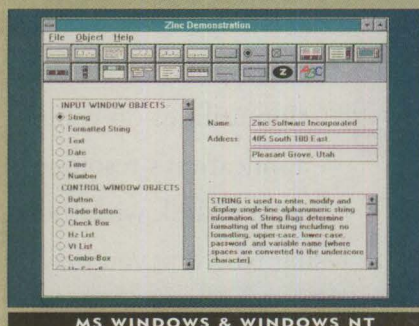 Zinc Demonstration
File Object Help
Z ABC
INPUT WINDOW OBJECTS
String
Formatted String
Text
Date
Time
Number
CONTROL WINDOW OBJECTS
Button
Radio Button
Check Box
Hz List
Vt List
Combo Box
Name: Zinc Software Incorporated
Address: 405 South 100 East
Pleasant Grove, Utah
STRING is used to enter, modify and
display single-line alphanumeric string
information. String flags determine
formatting of the string including no
formatting, upper-case, lower-case,
password and variable name (where
spaces are converted to the underscore
character).
MS WINDOWS & WINDOWS NT